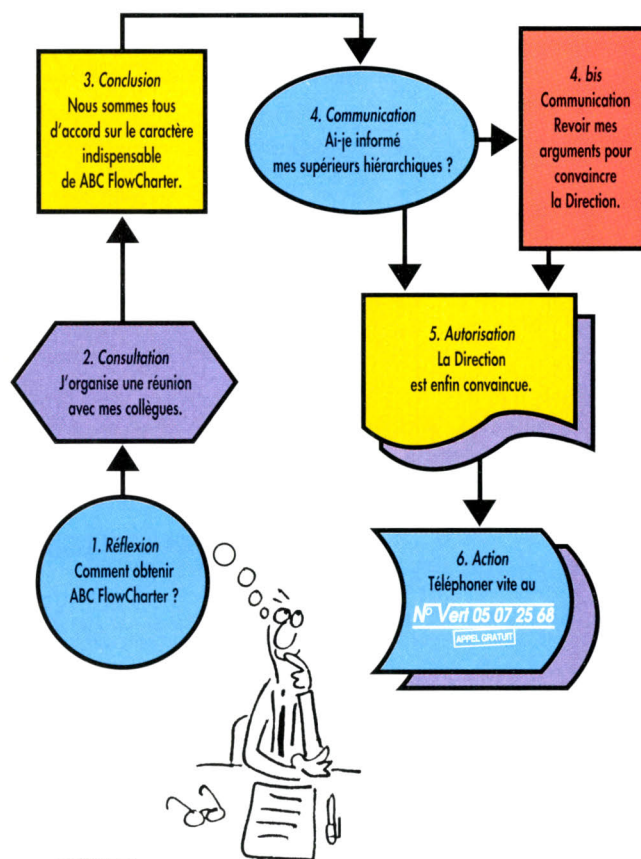 1. Réflexion
Comment obtenir
ABC FlowCharter ?
2. Consultation
J'organise une réunion
avec mes collègues.
3. Conclusion
Nous sommes tous
d'accord sur le caractère
indispensable
de ABC FlowCharter.
4. Communication
Ai-je informé
mes supérieurs hiérarchiques ?
4. bis
Communication
Revoir mes
arguments pour
convaincre
la Direction.
5. Autorisation
La Direction
est enfin convaincue.
6. Action
Téléphoner vite au
N° Vert 05 07 25 68
APPEL GRATUIT